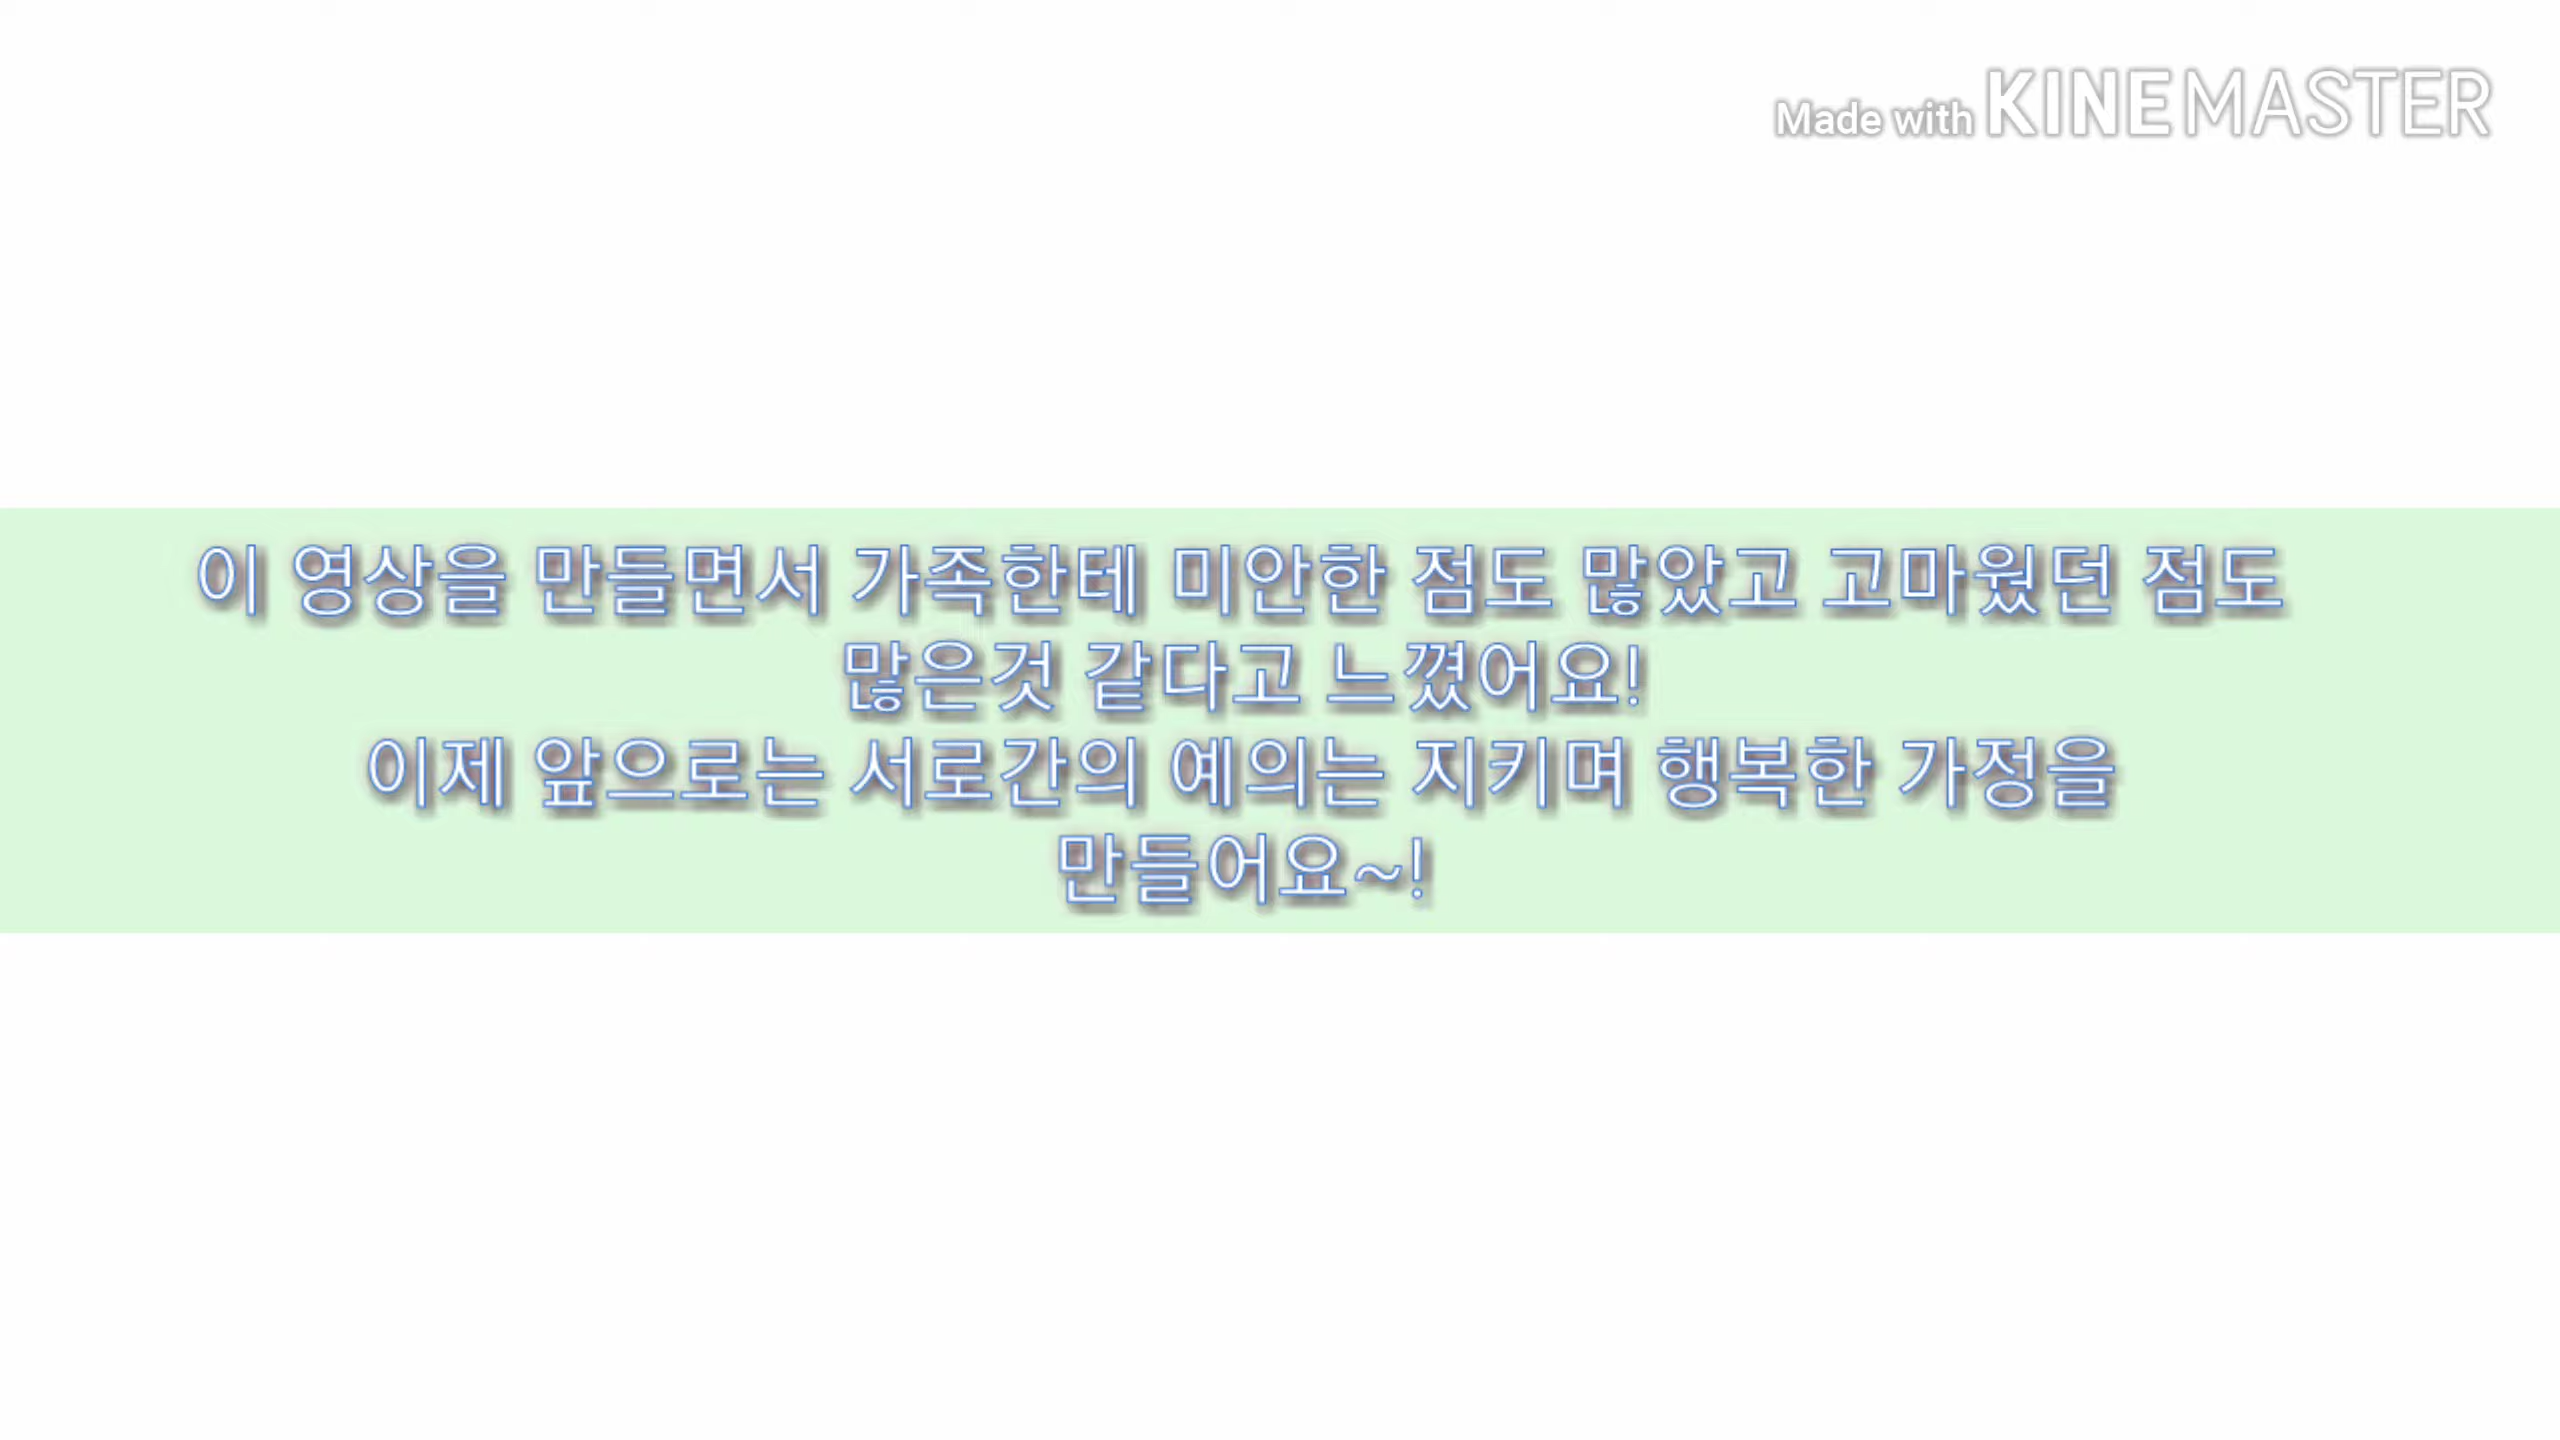 Made with KINEMASTER
이 영상을 만들면서 가족한테 미안한 점도 많았고 고마웠던 점도
많은것 같다고 느꼈어요!
이제 앞으로는 서로간의 예의는 지키며 행복한 가정을
만들어요~!